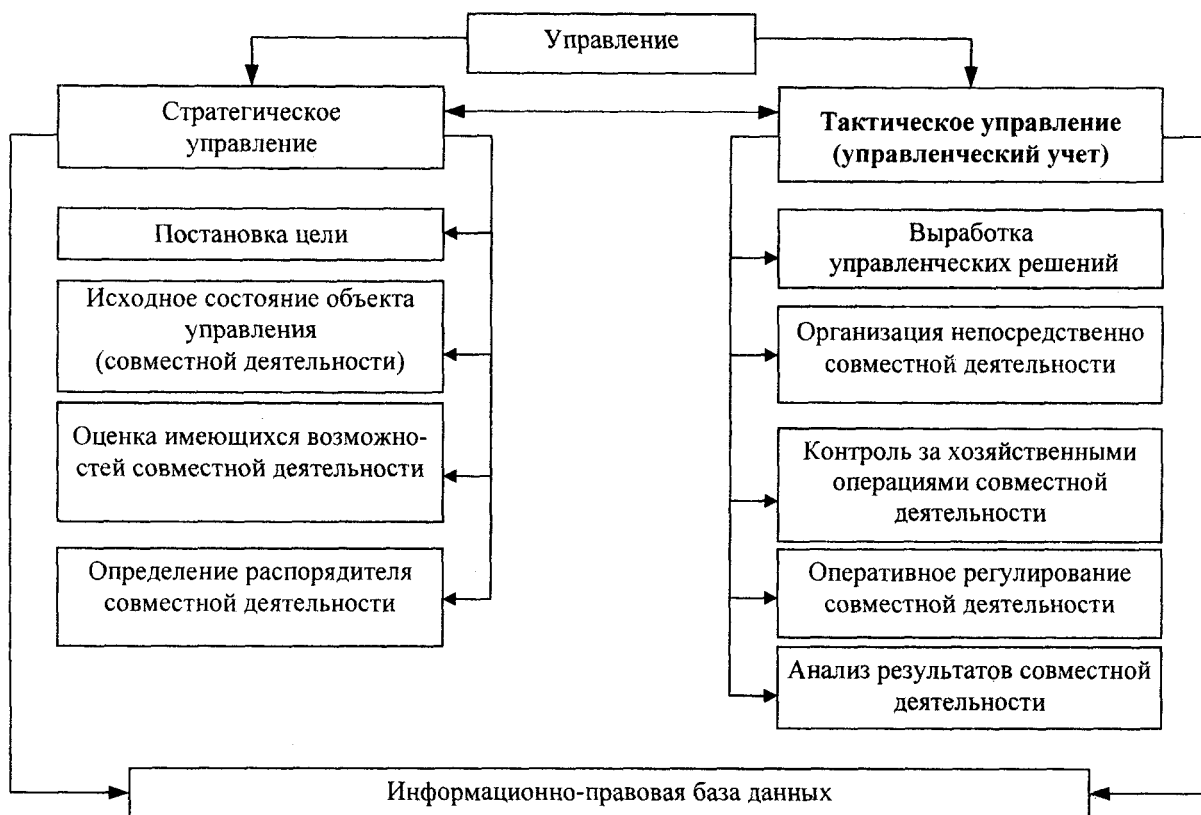 Управление
Стратегическое
управление
Постановка цели
Исходное состояние объекта
управления
(совместной деятельности)
Оценка имеющихся возможно-
стей совместной деятельности
Определение распорядителя
совместной деятельности
Тактическое управление
(управленческий учет)
Выработка
управленческих решений
Организация непосредственно
совместной деятельности
Контроль за хозяйственными
операциями совместной
деятельности
Оперативное регулирование
совместной деятельности
Анализ результатов совместной
деятельности
Информационно-правовая база данных